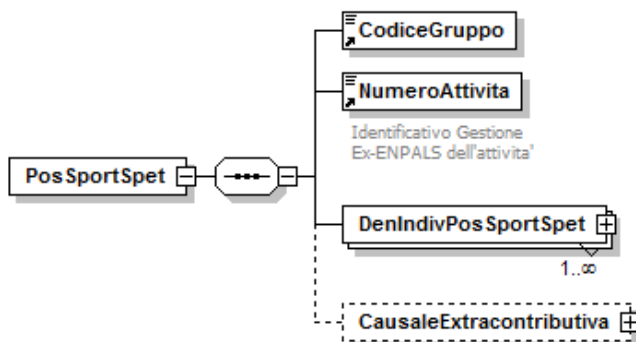 CodiceGruppo
NumeroAttivita
Identificativo Gestione
Ex-ENPALS dell'attivita'
PosSportSpet
DenIndivPosSportSpet
1..∞
CausaleExtracontributiva